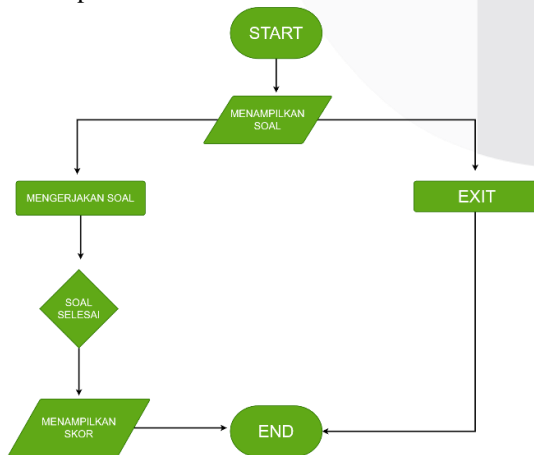 START
MENAMPILKAN
SOAL
MENGERJAKAN SOAL
EXIT
SOAL
SELESAI
MENAMPILKAN
SKOR
END